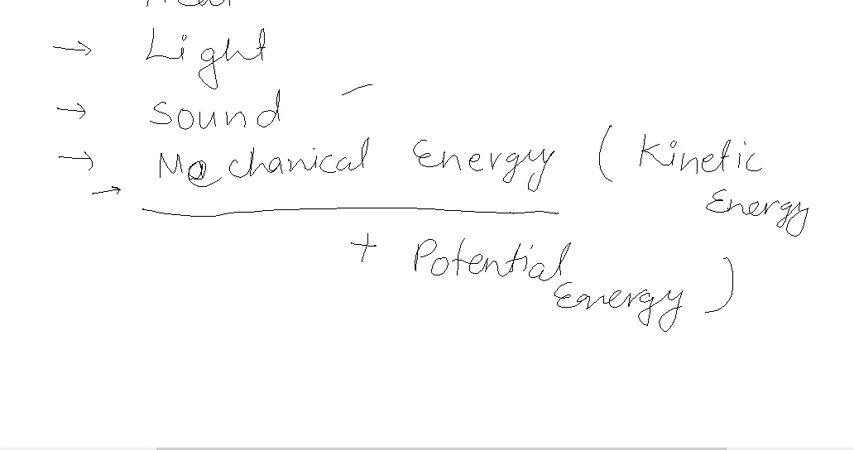 → Light
→ Sound
→ Mechanical Energy ( Kinetic
Energy
+ Potential
Energy )